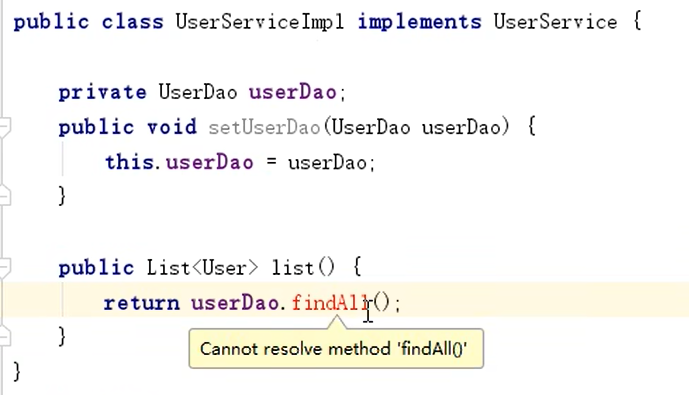 public class UserServiceImpl implements UserService {
private UserDao userDao;
public void setUserDao(UserDao userDao) {
this.userDao = userDao;
}
public List<User> list() {
return userDao.findAll();
}
Cannot resolve method 'findAll()'
}